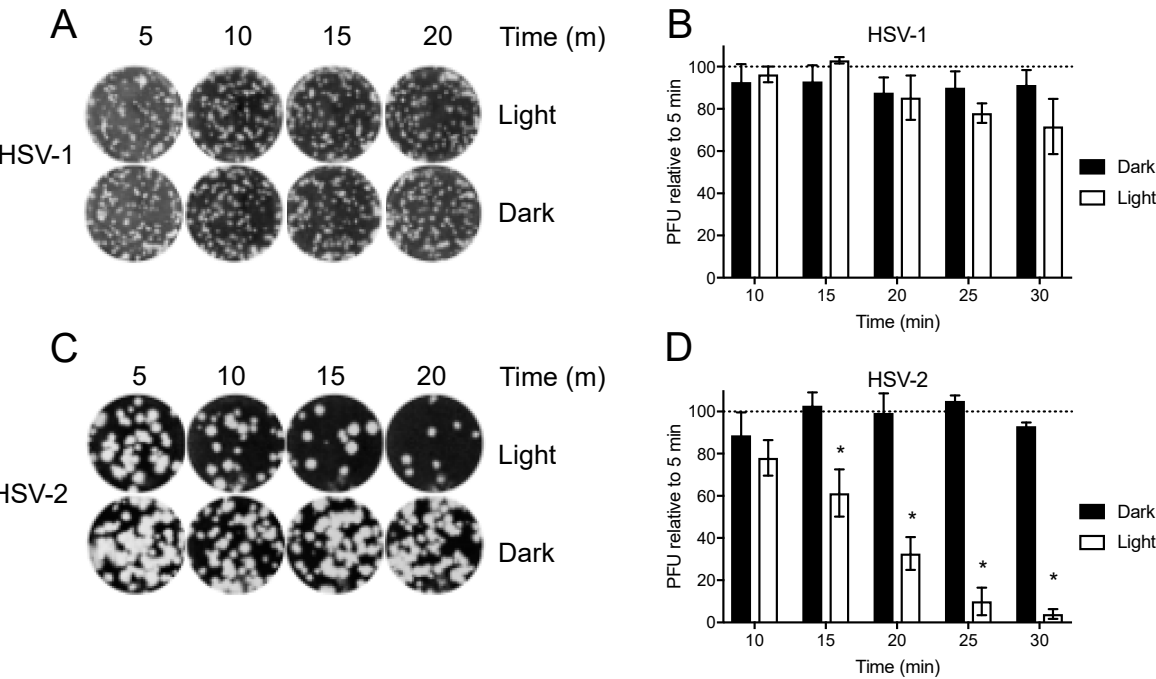 A
5 10 15 20 Time (m)
Light
HSV-1
Dark
B
HSV-1
PFU relative to 5 min
100
80
60
40
20
0
10 15 20 25 30
Time (min)
Dark
Light
C
5 10 15 20 Time (m)
Light
HSV-2
Dark
D
HSV-2
PFU relative to 5 min
100
80
60
40
20
0
* * * *
10 15 20 25 30
Time (min)
Dark
Light